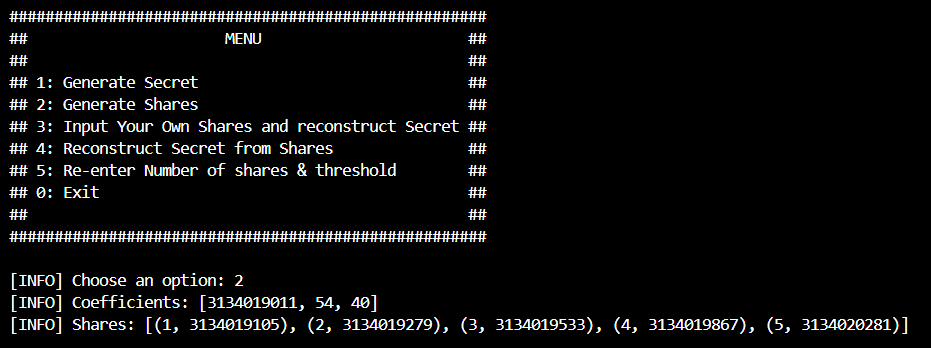 #####################################################
##                      MENU                       ##
##                                                 ##
## 1: Generate Secret                              ##
## 2: Generate Shares                              ##
## 3: Input Your Own Shares and reconstruct Secret ##
## 4: Reconstruct Secret from Shares               ##
## 5: Re-enter Number of shares & threshold        ##
## 0: Exit                                         ##
##                                                 ##
#####################################################
[INFO] Choose an option: 2
[INFO] Coefficients: [3134019011, 54, 40]
[INFO] Shares: [(1, 3134019105), (2, 3134019279), (3, 3134019533), (4, 3134019867), (5, 3134020281)]